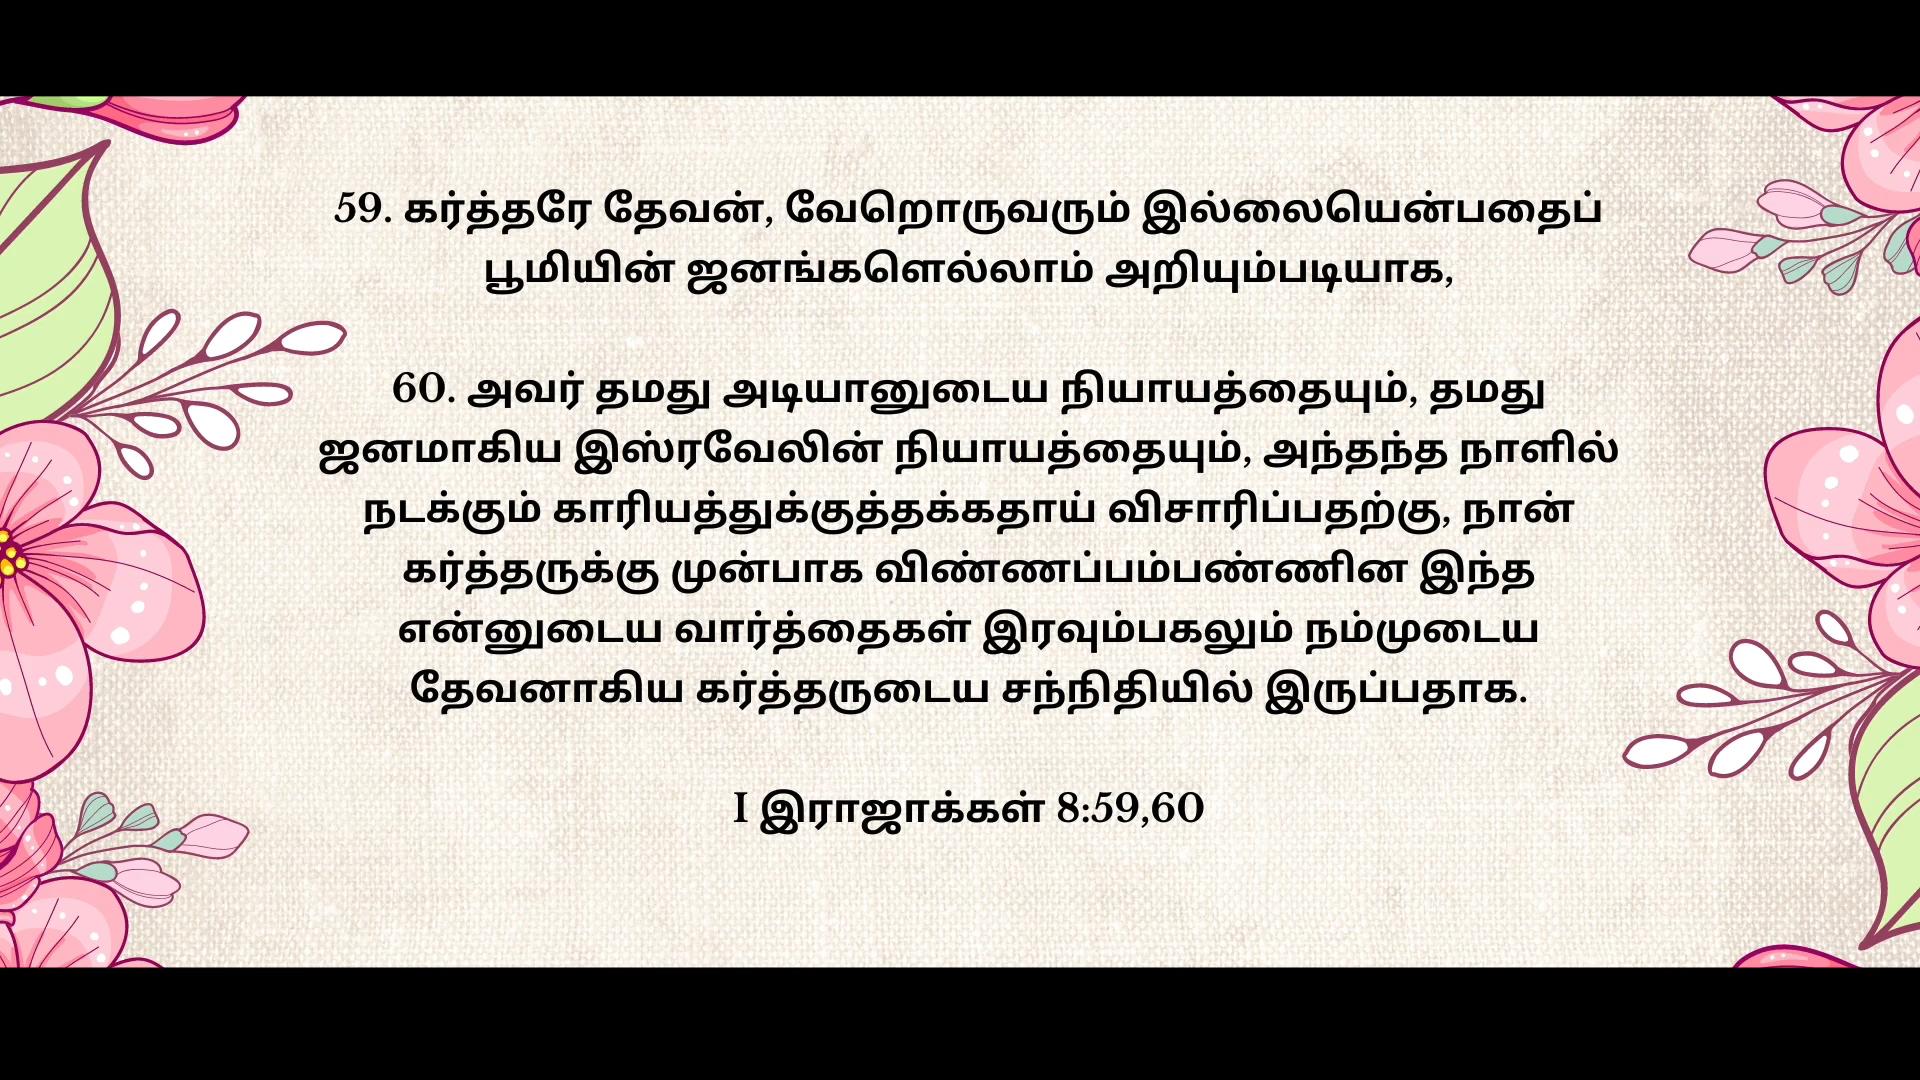 59. கர்த்தரே தேவன், வேறொருவரும் இல்லையென்பதைப்
பூமியின் ஜனங்களெல்லாம் அறியும்படியாக,
60. அவர் தமது அடியானுடைய நியாயத்தையும், தமது
ஜனமாகிய இஸ்ரவேலின் நியாயத்தையும், அந்தந்த நாளில்
நடக்கும் காரியத்துக்குத்தக்கதாய் விசாரிப்பதற்கு, நான்
கர்த்தருக்கு முன்பாக விண்ணப்பம்பண்ணின இந்த
என்னுடைய வார்த்தைகள் இரவும்பகலும் நம்முடைய
தேவனாகிய கர்த்தருடைய சந்நிதியில் இருப்பதாக.
I இராஜாக்கள் 8:59,60